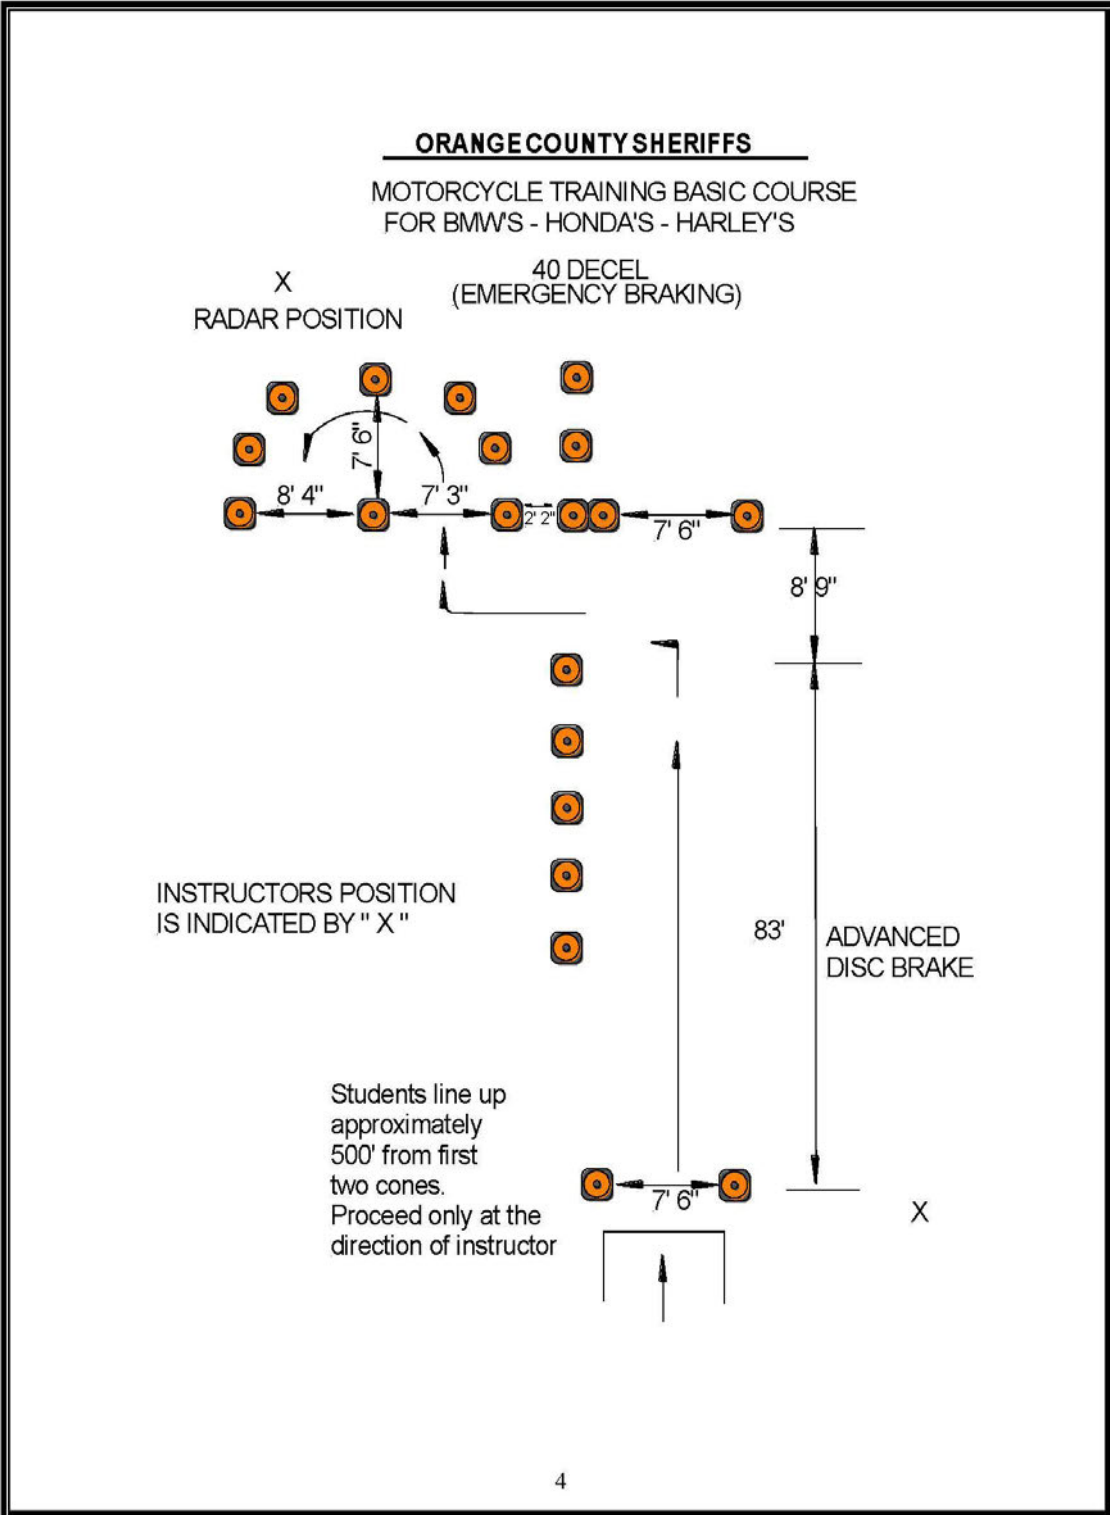 ORANGE COUNTY SHERIFFS
MOTORCYCLE TRAINING BASIC COURSE
FOR BMW'S - HONDA'S - HARLEY'S
40 DECEL
(EMERGENCY BRAKING)
X
RADAR POSITION
7' 6"
8' 4"
7' 3"
2' 2"
7' 6"
8' 9"
INSTRUCTORS POSITION
IS INDICATED BY " X "
83'
ADVANCED
DISC BRAKE
Students line up
approximately
500' from first
two cones.
Proceed only at the
direction of instructor
7' 6"
X
4